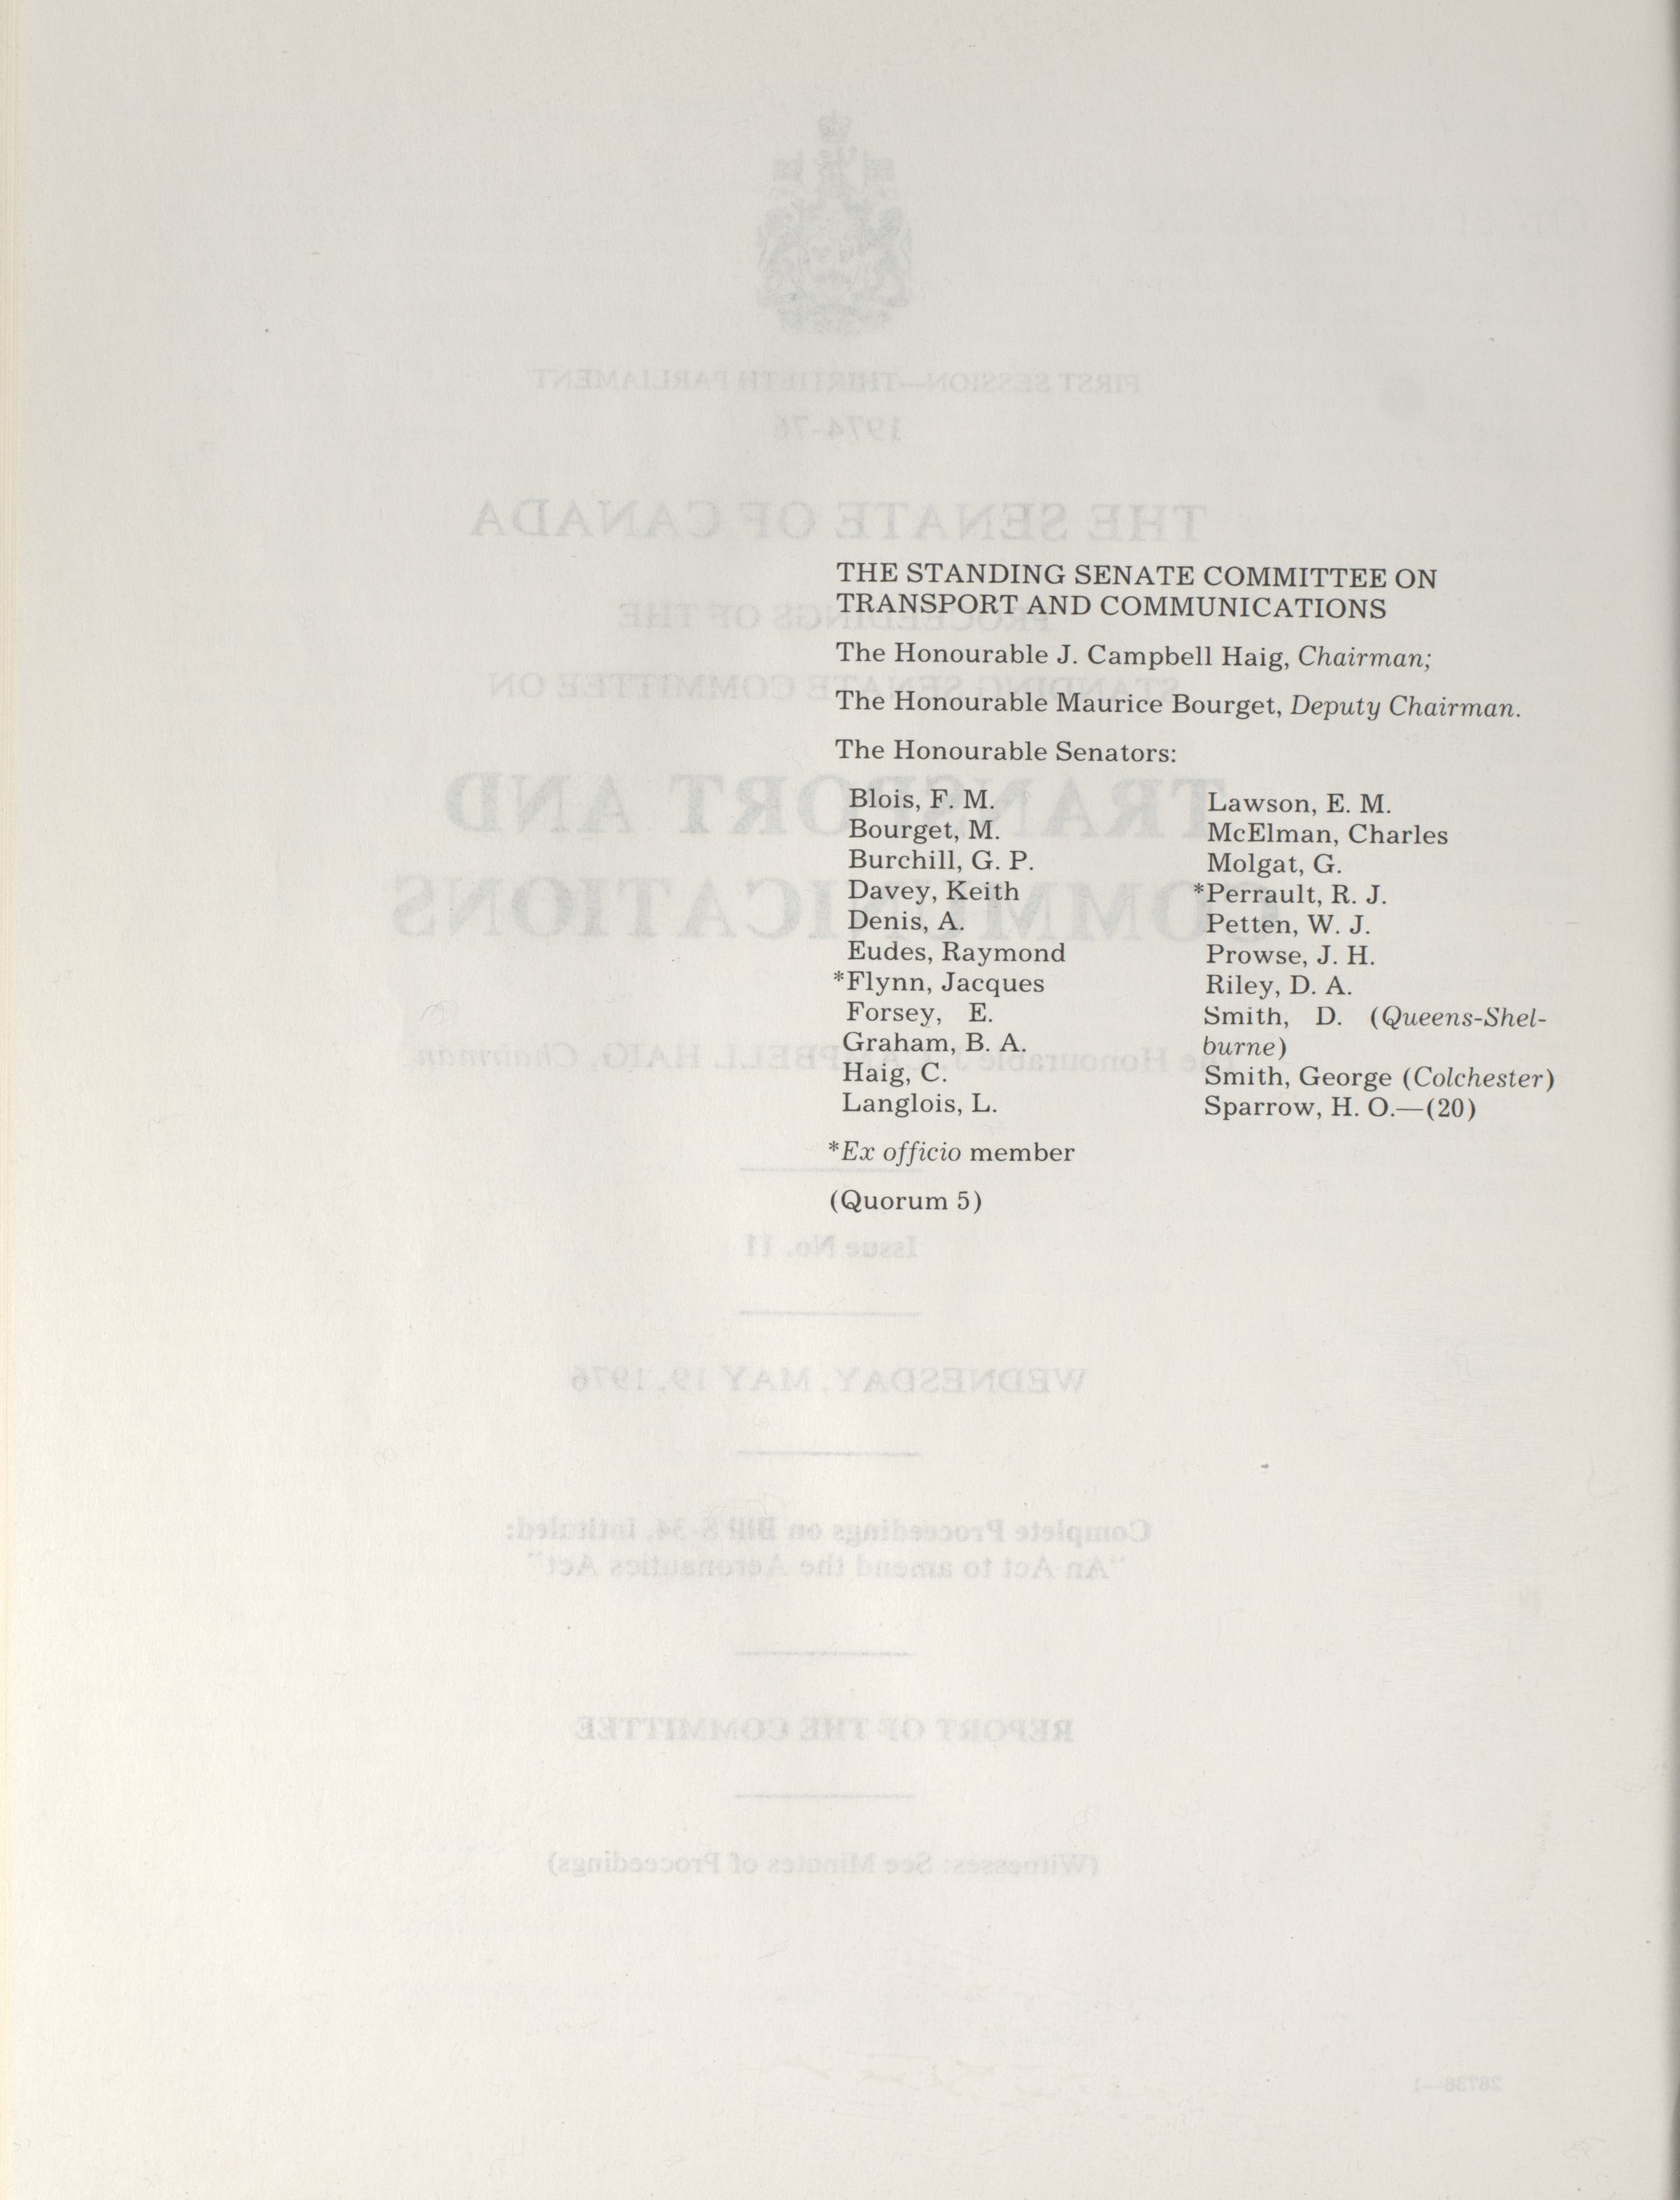 THE STANDING SENATE COMMITTEE ON
TRANSPORT AND COMMUNICATIONS
The Honourable J. Campbell Haig, Chairman;
The Honourable Maurice Bourget, Deputy Chairman.
The Honourable Senators:
Blois, F. M.
Bourget, M.
Burchill, G. P.
Davey, Keith
Denis, A.
Eudes, Raymond
*Flynn, Jacques
Forsey, E.
Graham, B. A.
Haig, C.
Langlois, L.
Lawson, E. M.
McElman, Charles
Molgat, G.
*Perrault, R. J.
Petten, W. J.
Prowse, J. H.
Riley, D. A.
Smith, D. (Queens-Shel-
burne)
Smith, George (Colchester)
Sparrow, H. O.—(20)
*Ex officio member
(Quorum 5)